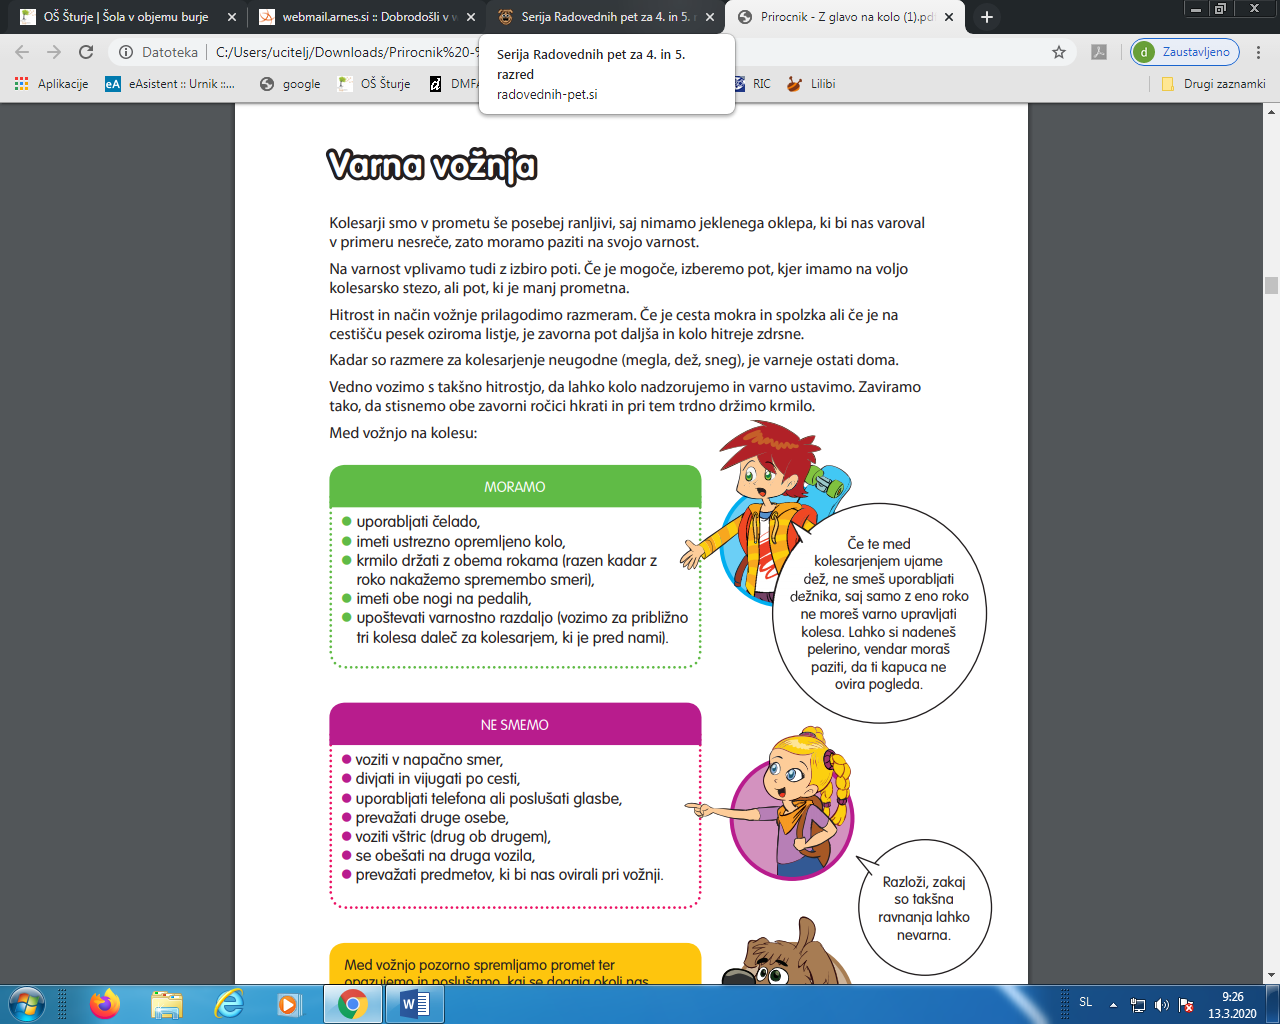 OŠ Šturje | Šola v objemu burje
webmail.arnes.si :: Dobrodošli v v
Serija Radovednih pet za 4. in 5. r
Prirocnik - Z glavo na kolo (1).pd
Datoteka
C:/Users/ucitelj/Downloads/Prirocnik%20-%
Zaustavljeno
d
Serija Radovednih pet za 4. in 5.
razred
radovednih-pet.si
Aplikacije
eA
eAsistent :: Urnik ::...
google
OŠ Šturje
d
DMFA
RIC
Lilibi
Drugi zaznamki
Varna vožnja
Kolesarji smo v prometu še posebej ranljivi, saj nimamo jeklenega oklepa, ki bi nas varoval
v primeru nesreče, zato moramo paziti na svojo varnost.
Na varnost vplivamo tudi z izbiro poti. Če je mogoče, izberemo pot, kjer imamo na voljo
kolesarsko stezo, ali pot, ki je manj prometna.
Hitrost in način vožnje prilagodimo razmeram. Če je cesta mokra in spolzka ali če je na
cestišču pesek oziroma listje, je zavorna pot daljša in kolo hitreje zdrsne.
Kadar so razmere za kolesarjenje neugodne (megla, dež, sneg), je varneje ostati doma.
Vedno vozimo s takšno hitrostjo, da lahko kolo nadzorujemo in varno ustavimo. Zaviramo
tako, da stisnemo obe zavorni ročici hkrati in pri tem trdno držimo krmilo.
Med vožnjo na kolesu:
MORAMO
uporabljati čelado,
imeti ustrezno opremljeno kolo,
krmilo držati z obema rokama (razen kadar z
roko nakažemo spremembo smeri),
imeti obe nogi na pedalih,
upoštevati varnostno razdaljo (vozimo za približno
tri kolesa daleč za kolesarjem, ki je pred nami).
Če te med
kolesarjenjem ujame
dež, ne smeš uporabljati
dežnika, saj samo z eno roko
ne moreš varno upravljati
kolesa. Lahko si nadeneš
pelerino, vendar moraš
paziti, da ti kapuca ne
ovira pogleda.
NE SMEMO
voziti v napačno smer,
divjati in vijugati po cesti,
uporabljati telefona ali poslušati glasbe,
prevažati druge osebe,
voziti vštric (drug ob drugem),
se obešati na druga vozila,
prevažati predmetov, ki bi nas ovirali pri vožnji.
Razloži, zakaj
so takšna
ravnanja lahko
nevarna.
Med vožnjo pozorno spremljamo promet ter
opazujemo in poslušamo, kaj se dogaja okoli nas
SL
9:26
13.3.2020